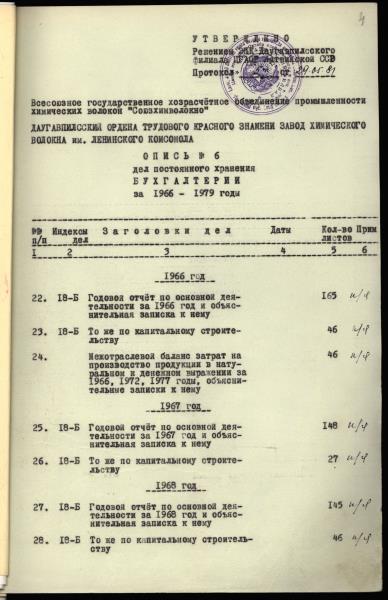 4
УТВЕРЖДЕНО
Решением ЭПК Даугавпилсского
филиала ЦГАОР Латвийской ССР
Протокол от 29.05.81
Всесоюзное государственное хозрасчётное объединение промышленности
химических волокон "Союзхимволокно"
ДАУГАВПИЛССКИЙ ОРДЕНА ТРУДОВОГО КРАСНОГО ЗНАМЕНИ ЗАВОД ХИМИЧЕСКОГО
ВОЛОКНА им. ЛЕНИНСКОГО КОМСОМОЛА
ОПИСЬ № 6
дел постоянного хранения
БУХГАЛТЕРИИ
за 1966 - 1979 годы
№№ п/п Индексы дел Заголовки дел Даты Кол-во листов Прим
1 2 3 4 5 6
1966 год
22. 18-Б Годовой отчёт по основной дея- 165 н/я
тельности за 1966 год и объяс-
нительная записка к нему
23. 18-Б То же по капитальному строите- 46 н/я
льству
24. Межотраслевой баланс затрат на 46 н/я
производство продукции в нату-
ральном и денежном выражении за
1966, 1972, 1977 годы, объясни-
тельные записки к нему
1967 год
25. 18-Б Годовой отчёт по основной дея- 148 н/я
тельности за 1967 год и объяс-
нительная записка к нему
26. 18-Б То же по капитальному строите- 27 н/я
льству
1968 год
27. 18-Б Годовой отчёт по основной дея- 145 н/я
тельности за 1968 год и объяс-
нительная записка к нему
28. 18-Б То же по капитальному строитель- 46 н/я
ству